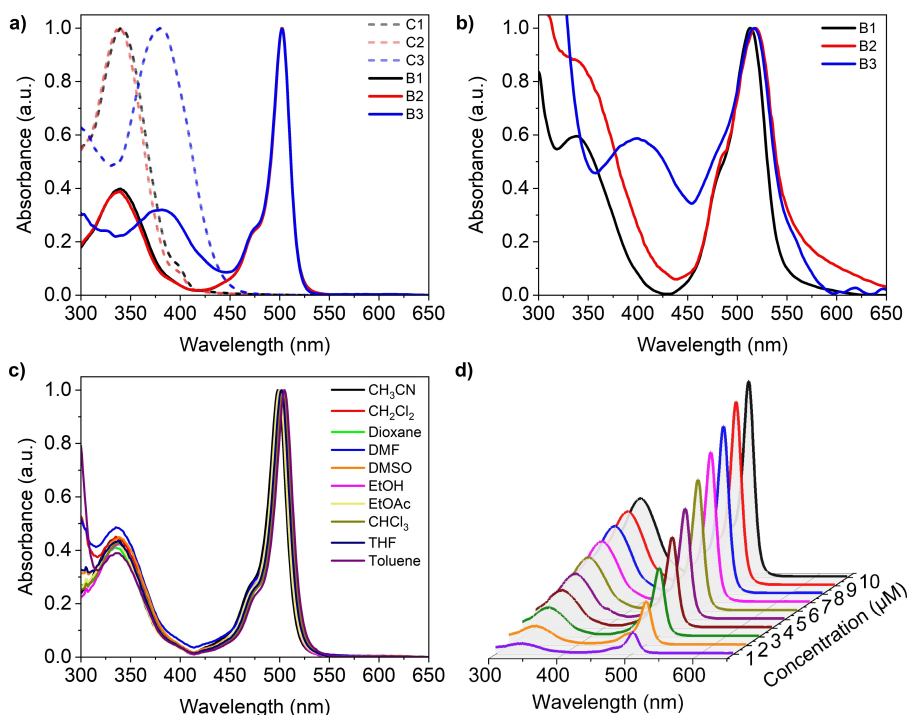 a)
C1
C2
C3
B1
B2
B3
Absorbance (a.u.)
1.0
0.8
0.6
0.4
0.2
0.0
300 350 400 450 500 550 600 650
Wavelength (nm)
b)
B1
B2
B3
Absorbance (a.u.)
1.0
0.8
0.6
0.4
0.2
0.0
300 350 400 450 500 550 600 650
Wavelength (nm)
c)
CH₃CN
CH₂Cl₂
Dioxane
DMF
DMSO
EtOH
EtOAc
CHCl₃
THF
Toluene
Absorbance (a.u.)
1.0
0.8
0.6
0.4
0.2
0.0
300 350 400 450 500 550 600 650
Wavelength (nm)
d)
300 400 500 600
Wavelength (nm)
1 2 3 4 5 6 7 8 9 10
Concentration (μM)